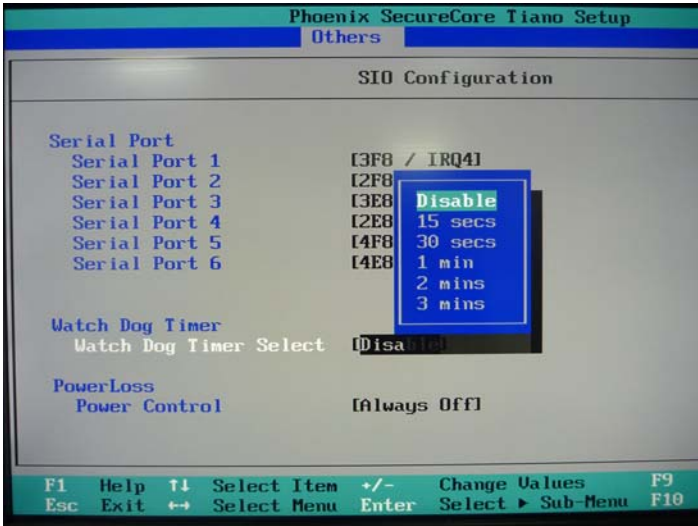 Phoenix SecureCore Tiano Setup
Others
SIO Configuration
Serial Port
Serial Port 1 [3F8 / IRQ4]
Serial Port 2 [2F8
Serial Port 3 [3E8
Serial Port 4 [2E8
Serial Port 5 [4F8
Serial Port 6 [4E8
Disable
15 secs
30 secs
1 min
2 mins
3 mins
Watch Dog Timer
Watch Dog Timer Select [Disable]
PowerLoss
Power Control [Always Off]
F1 Help ↑↓ Select Item +/- Change Values F9
Esc Exit ↔ Select Menu Enter Select ▶ Sub-Menu F10